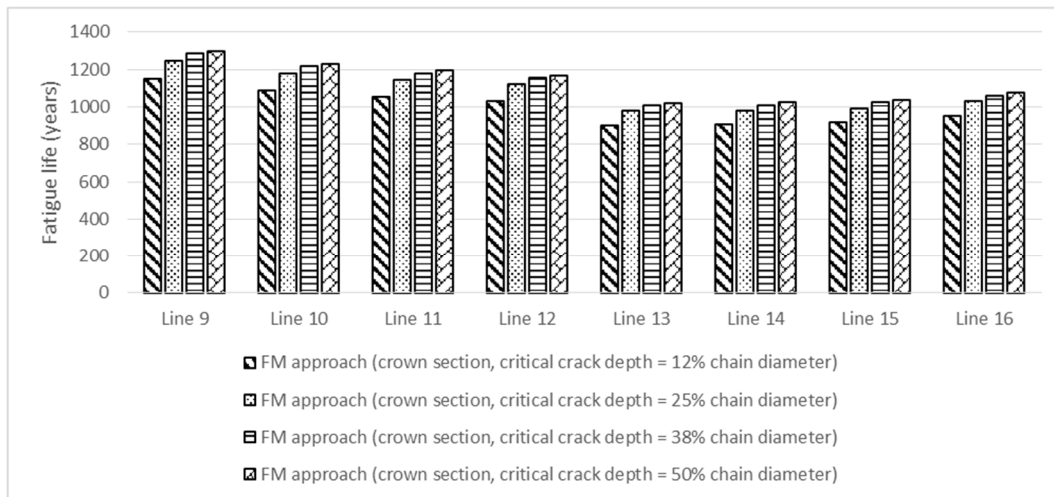 Fatigue life (years)
1400
1200
1000
800
600
400
200
0
Line 9 Line 10 Line 11 Line 12 Line 13 Line 14 Line 15 Line 16
FM approach (crown section, critical crack depth = 12% chain diameter)
FM approach (crown section, critical crack depth = 25% chain diameter)
FM approach (crown section, critical crack depth = 38% chain diameter)
FM approach (crown section, critical crack depth = 50% chain diameter)